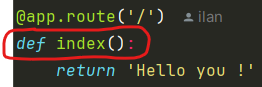 @app.route('/') ilan
def index():
    return 'Hello you !'